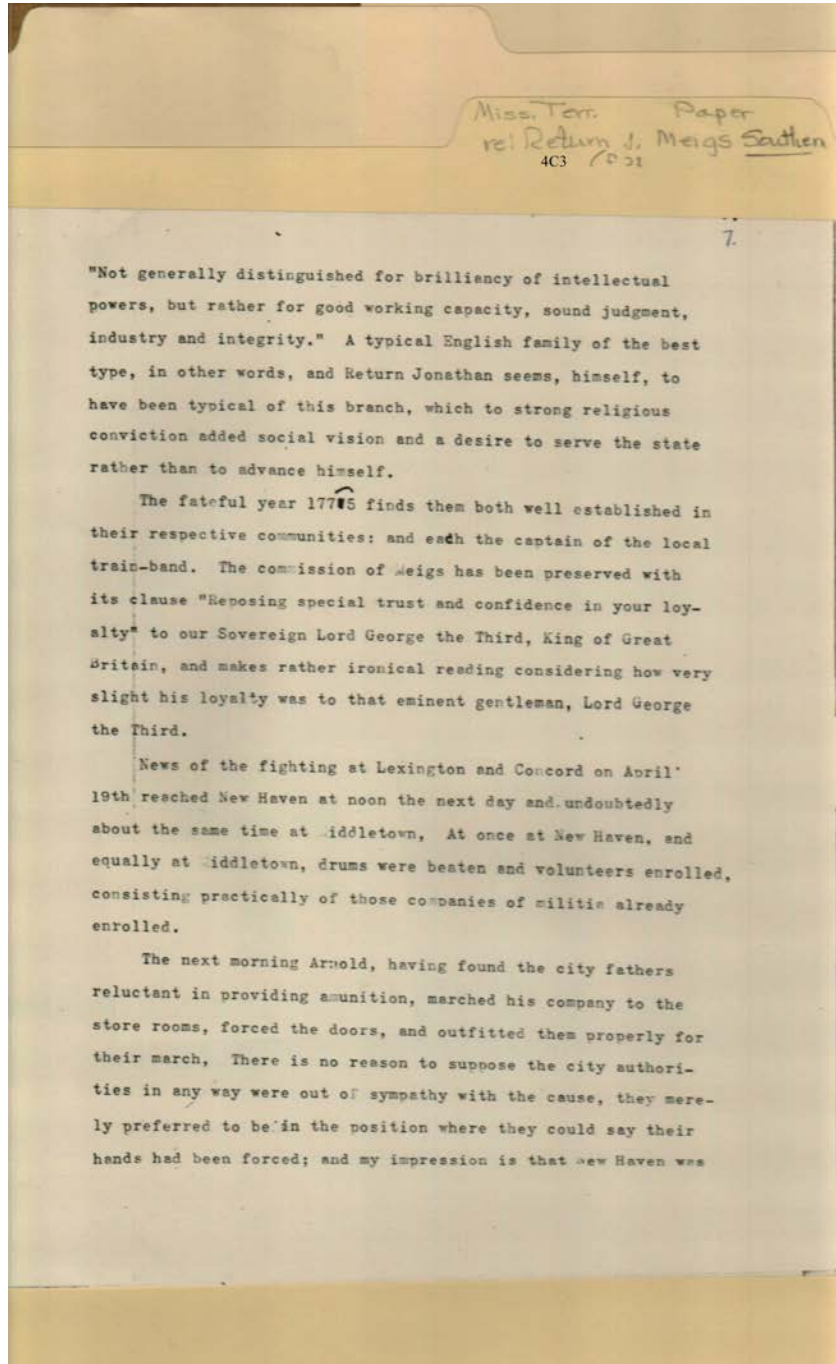 Miss. Terr. Paper
re: Return J. Meigs Southen
4C3
7.
"Not generally distinguished for brilliancy of intellectual
powers, but rather for good working capacity, sound judgment,
industry and integrity." A typical English family of the best
type, in other words, and Return Jonathan seems, himself, to
have been typical of this branch, which to strong religious
conviction added social vision and a desire to serve the state
rather than to advance himself.
The fateful year 1775 finds them both well established in
their respective communities: and each the captain of the local
train-band. The commission of Meigs has been preserved with
its clause "Reposing special trust and confidence in your loy-
alty" to our Sovereign Lord George the Third, King of Great
Britain, and makes rather ironical reading considering how very
slight his loyalty was to that eminent gentleman, Lord George
the Third.
News of the fighting at Lexington and Concord on April
19th reached New Haven at noon the next day and undoubtedly
about the same time at Middletown, At once at New Haven, and
equally at Middletown, drums were beaten and volunteers enrolled,
consisting practically of those companies of militia already
enrolled.
The next morning Arnold, having found the city fathers
reluctant in providing amunition, marched his company to the
store rooms, forced the doors, and outfitted them properly for
their march, There is no reason to suppose the city authori-
ties in any way were out of sympathy with the cause, they mere-
ly preferred to be in the position where they could say their
hands had been forced; and my impression is that New Haven was